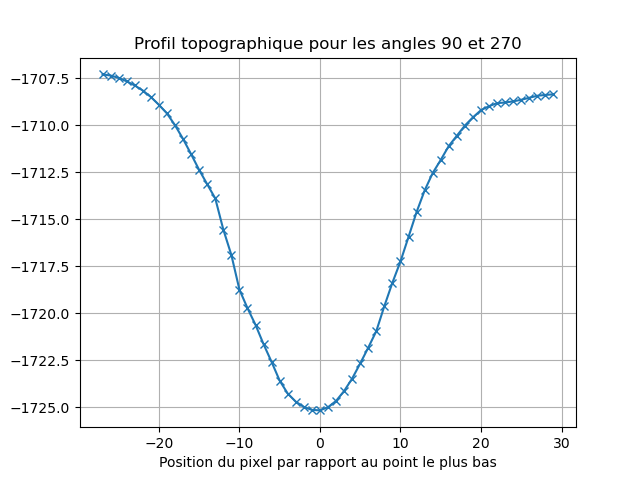 Profil topographique pour les angles 90 et 270
−1707.5
−1710.0
−1712.5
−1715.0
−1717.5
−1720.0
−1722.5
−1725.0
−20 −10 0 10 20 30
Position du pixel par rapport au point le plus bas